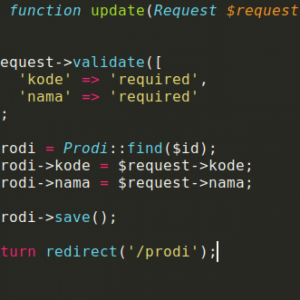 function update(Request $request
equest->validate([
'kode' => 'required',
'nama' => 'required'
;
rodi = Prodi::find($id);
rodi->kode = $request->kode;
rodi->nama = $request->nama;
rodi->save();
turn redirect('/prodi');